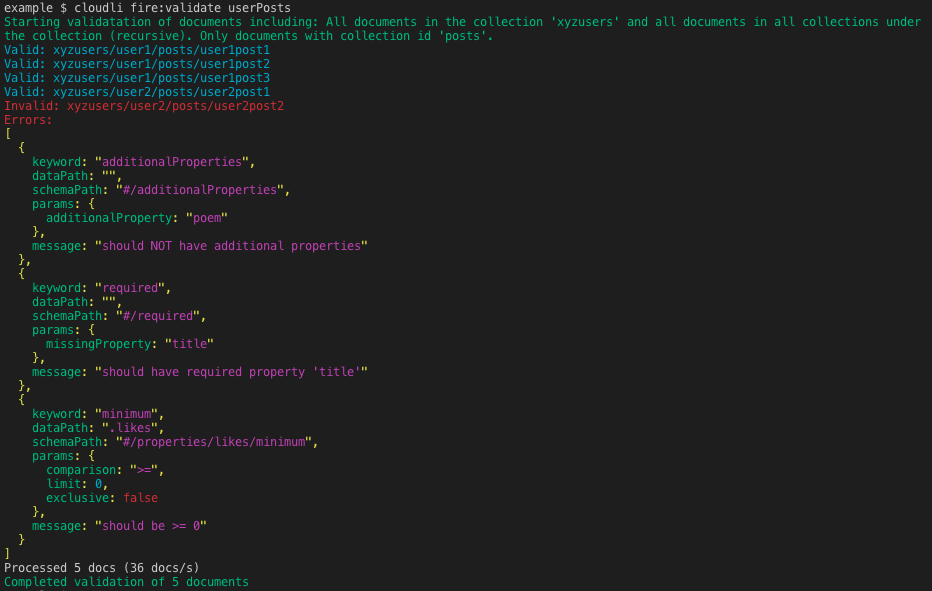 example $ cloudli fire:validate userPosts
Starting validatation of documents including: All documents in the collection 'xyzusers' and all documents in all collections under
the collection (recursive). Only documents with collection id 'posts'.
Valid: xyzusers/user1/posts/user1post1
Valid: xyzusers/user1/posts/user1post2
Valid: xyzusers/user1/posts/user1post3
Valid: xyzusers/user2/posts/user2post1
Invalid: xyzusers/user2/posts/user2post2
Errors:
[
  {
    keyword: "additionalProperties",
    dataPath: "",
    schemaPath: "#/additionalProperties",
    params: {
      additionalProperty: "poem"
    },
    message: "should NOT have additional properties"
  },
  {
    keyword: "required",
    dataPath: "",
    schemaPath: "#/required",
    params: {
      missingProperty: "title"
    },
    message: "should have required property 'title'"
  },
  {
    keyword: "minimum",
    dataPath: ".likes",
    schemaPath: "#/properties/likes/minimum",
    params: {
      comparison: ">=",
      limit: 0,
      exclusive: false
    },
    message: "should be >= 0"
  }
]
Processed 5 docs (36 docs/s)
Completed validation of 5 documents